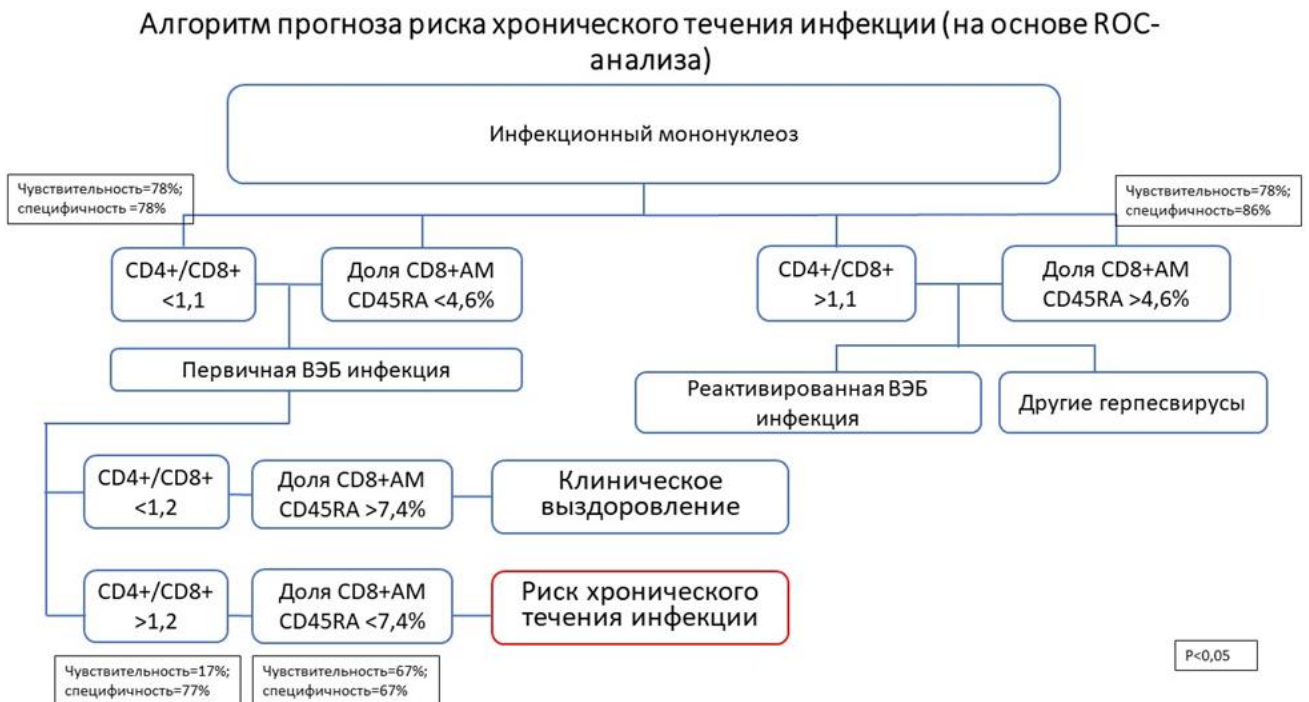 Алгоритм прогноза риска хронического течения инфекции (на основе ROC-
анализа)
Инфекционный мононуклеоз
Чувствительность=78%;
специфичность =78%
Чувствительность=78%;
специфичность=86%
CD4+/CD8+
<1,1
Доля CD8+АМ
CD45RA <4,6%
CD4+/CD8+
>1,1
Доля CD8+АМ
CD45RA >4,6%
Первичная ВЭБ инфекция
Реактивированная ВЭБ
инфекция
Другие герпесвирусы
CD4+/CD8+
<1,2
Доля CD8+АМ
CD45RA >7,4%
Клиническое
выздоровление
CD4+/CD8+
>1,2
Доля CD8+АМ
CD45RA <7,4%
Риск хронического
течения инфекции
Чувствительность=17%;
специфичность=77%
Чувствительность=67%;
специфичность=67%
P<0,05